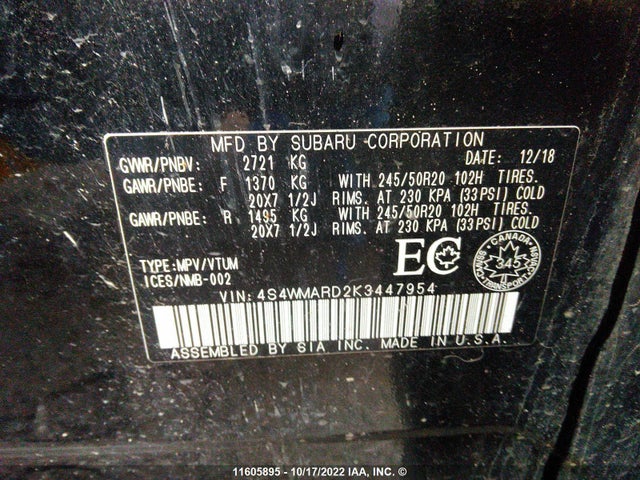 MFD BY SUBARU CORPORATION
GVWR/PNBV: 2721 KG DATE: 12/18
GAWR/PNBE: F 1370 KG WITH 245/50R20 102H TIRES.
20X7 1/2J RIMS. AT 230 KPA (33PSI) COLD
GAWR/PNBE: R 1495 KG WITH 245/50R20 102H TIRES.
20X7 1/2J RIMS. AT 230 KPA (33PSI) COLD
TYPE:MPV/VTUM
ICES/NMB-002
EC
CANADA
345
TRANSPORT
CMVSS
NSVAC
VIN: 4S4WMARD2K3447954
ASSEMBLED BY SIA INC. MADE IN U.S.A.
11605895 - 10/17/2022 IAA, INC. ©